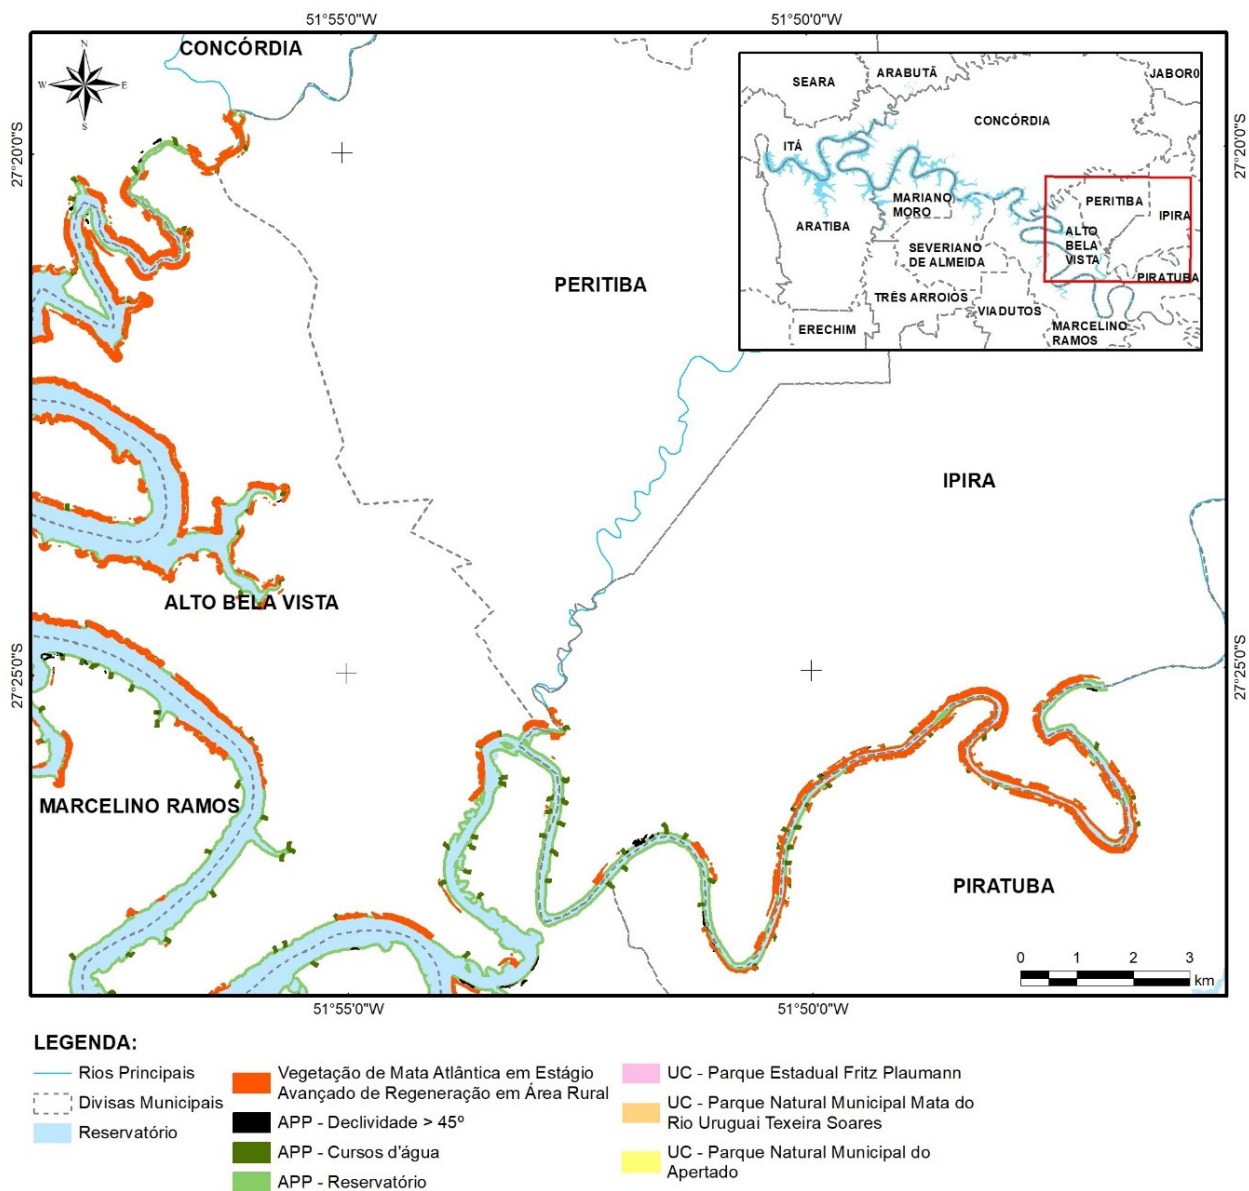 51°55'0"W
51°50'0"W
CONCÓRDIA
N
W
E
S
27°20'0"S
27°20'0"S
SEARA
ARABUTÃ
JABORÓ
CONCÓRDIA
ITÁ
MARIANO
MORO
PERITIBA
IPIRA
ARATIBA
ALTO
BELA
VISTA
SEVERIANO
DE ALMEIDA
PIRATUBA
TRÊS ARROIOS
VIADUTOS
ERECHIM
MARCELINO
RAMOS
PERITIBA
IPIRA
ALTO BELA VISTA
27°25'0"S
27°25'0"S
MARCELINO RAMOS
PIRATUBA
0 1 2 3
km
51°55'0"W
51°50'0"W
LEGENDA:
Rios Principais
Divisas Municipais
Reservatório
Vegetação de Mata Atlântica em Estágio
Avançado de Regeneração em Área Rural
APP - Declividade > 45º
APP - Cursos d'água
APP - Reservatório
UC - Parque Estadual Fritz Plaumann
UC - Parque Natural Municipal Mata do
Rio Uruguai Texeira Soares
UC - Parque Natural Municipal do
Apertado